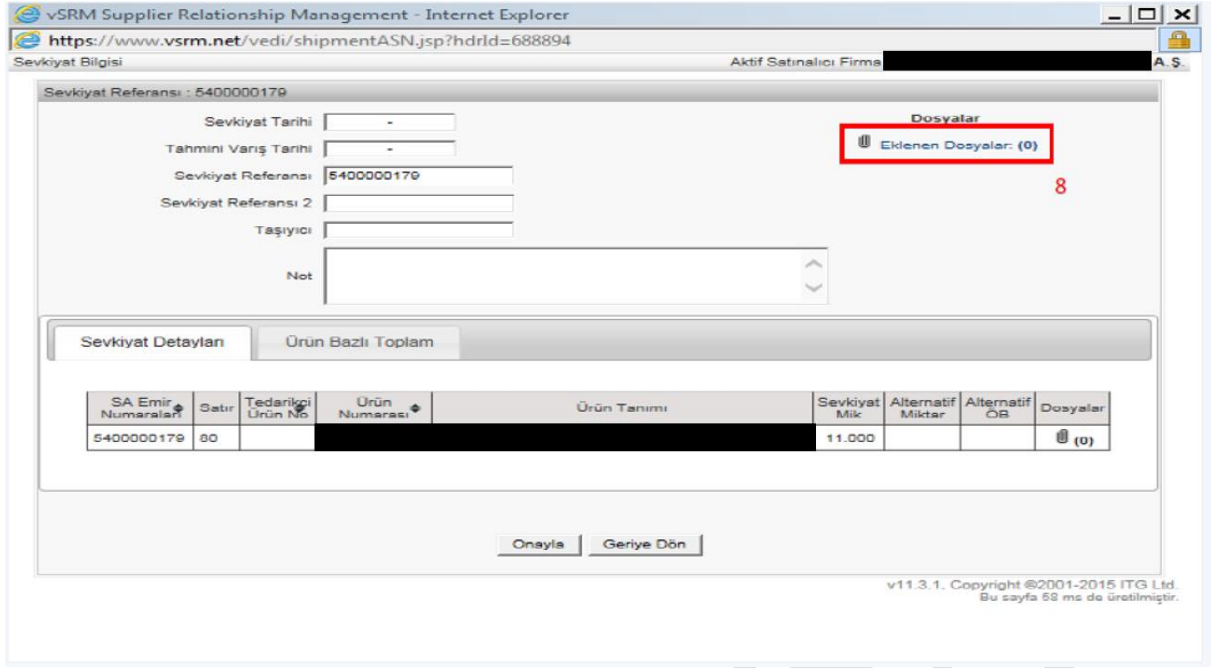 vSRM Supplier Relationship Management - Internet Explorer
https://www.vsrm.net/vedi/shipmentASN.jsp?hdrId=688894
Sevkiyat Bilgisi Aktif Satınalıcı Firma A.Ş.
Sevkiyat Referansı : 5400000179
Sevkiyat Tarihi -
Dosyalar
Eklenen Dosyalar: (0)
Tahmini Varış Tarihi -
Sevkiyat Referansı 5400000179
8
Sevkiyat Referansı 2
Taşıyıcı
Not
Sevkiyat Detayları Ürün Bazlı Toplam
SA Emir Numaraları Satır Tedarikçi Ürün No Ürün Numarası Ürün Tanımı Sevkiyat Mik Alternatif Miktar Alternatif ÖB Dosyalar
5400000179 80 11.000 (0)
Onayla Geriye Dön
v11.3.1, Copyright ©2001-2015 ITG Ltd.
Bu sayfa 58 ms de üretilmiştir.